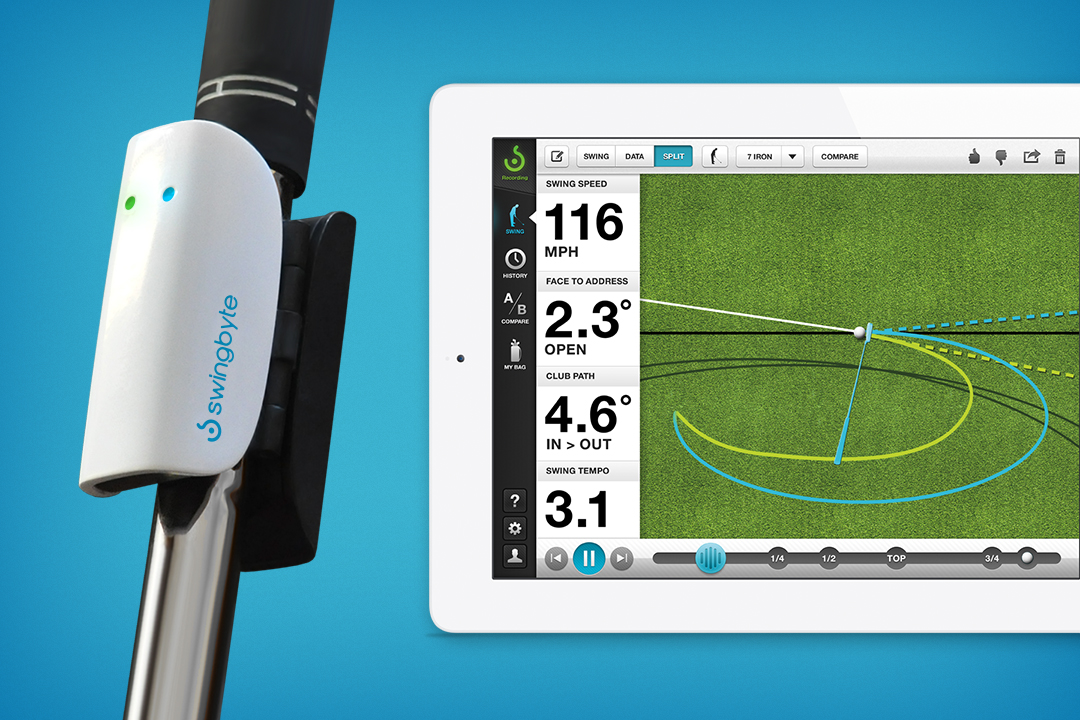 swingbyte
Recording
SWING
HISTORY
A/B
COMPARE
MY BAG
?
SWING DATA SPLIT 7 IRON COMPARE
SWING SPEED
116
MPH
FACE TO ADDRESS
2.3°
OPEN
CLUB PATH
4.6°
IN > OUT
SWING TEMPO
3.1
1/4 1/2 TOP 3/4